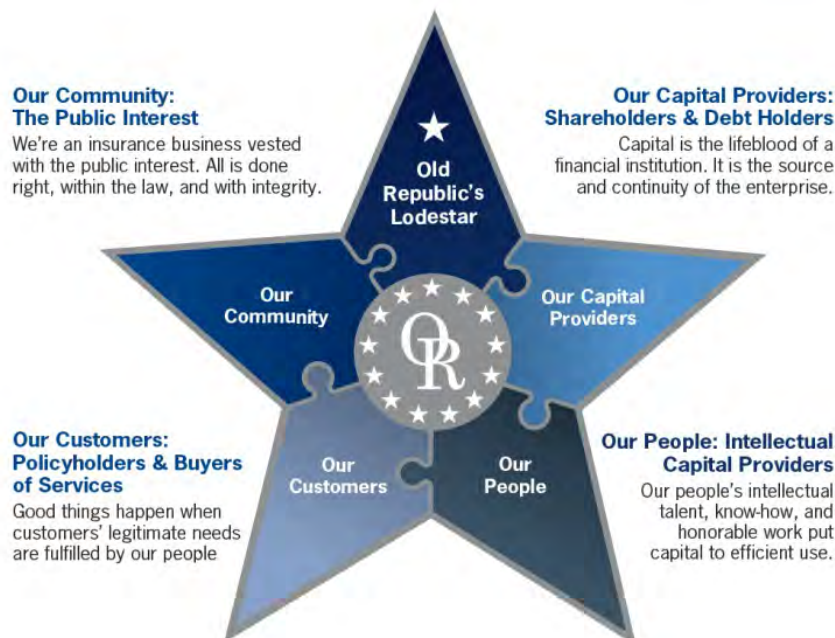 Our Community:
The Public Interest
We're an insurance business vested
with the public interest. All is done
right, within the law, and with integrity.
Our Capital Providers:
Shareholders & Debt Holders
Capital is the lifeblood of a
financial institution. It is the source
and continuity of the enterprise.
Old
Republic's
Lodestar
Our
Community
Our Capital
Providers
OR
Our
Customers
Our
People
Our Customers:
Policyholders & Buyers
of Services
Good things happen when
customers' legitimate needs
are fulfilled by our people
Our People: Intellectual
Capital Providers
Our people's intellectual
talent, know-how, and
honorable work put
capital to efficient use.